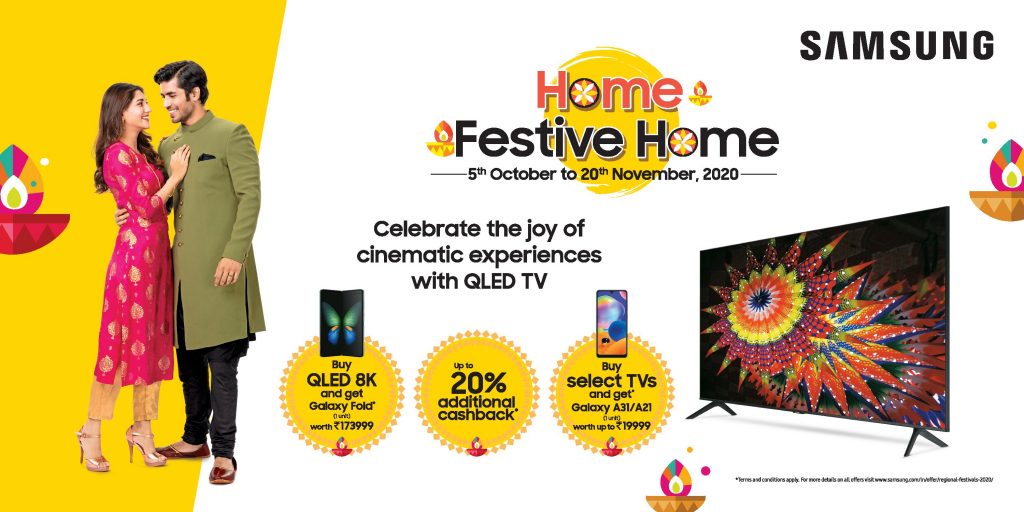 SAMSUNG
Home
Festive Home
5th October to 20th November, 2020
Celebrate the joy of
cinematic experiences
with QLED TV
Buy
QLED 8K
and get
Galaxy Fold*
(1 unit)
worth ₹173999
Up to
20%
additional
cashback*
Buy
select TVs
and get*
Galaxy A31/A21
(1 unit)
worth up to ₹19999
*Terms and conditions apply. For more details on all offers visit www.samsung.com/in/offer/regional-festivals-2020/